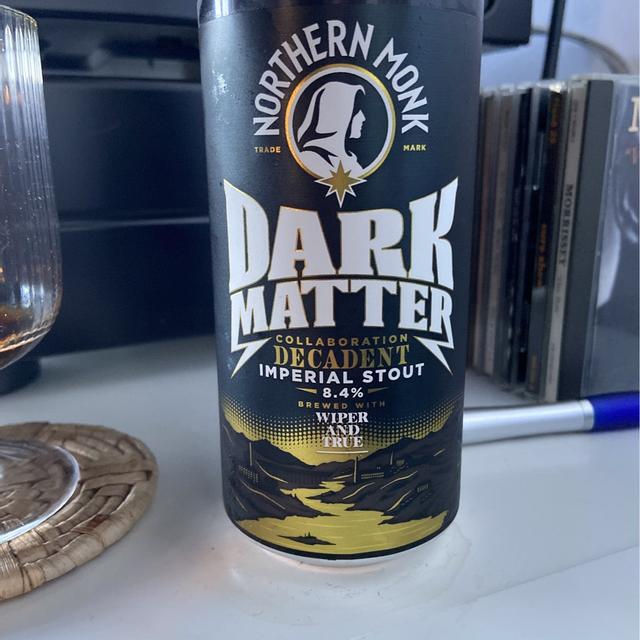 NORTHERN MONK
TRADE MARK
DARK
MATTER
COLLABORATION
DECADENT
IMPERIAL STOUT
8.4%
BREWED WITH
WIPER
AND
TRUE
MORRISSEY